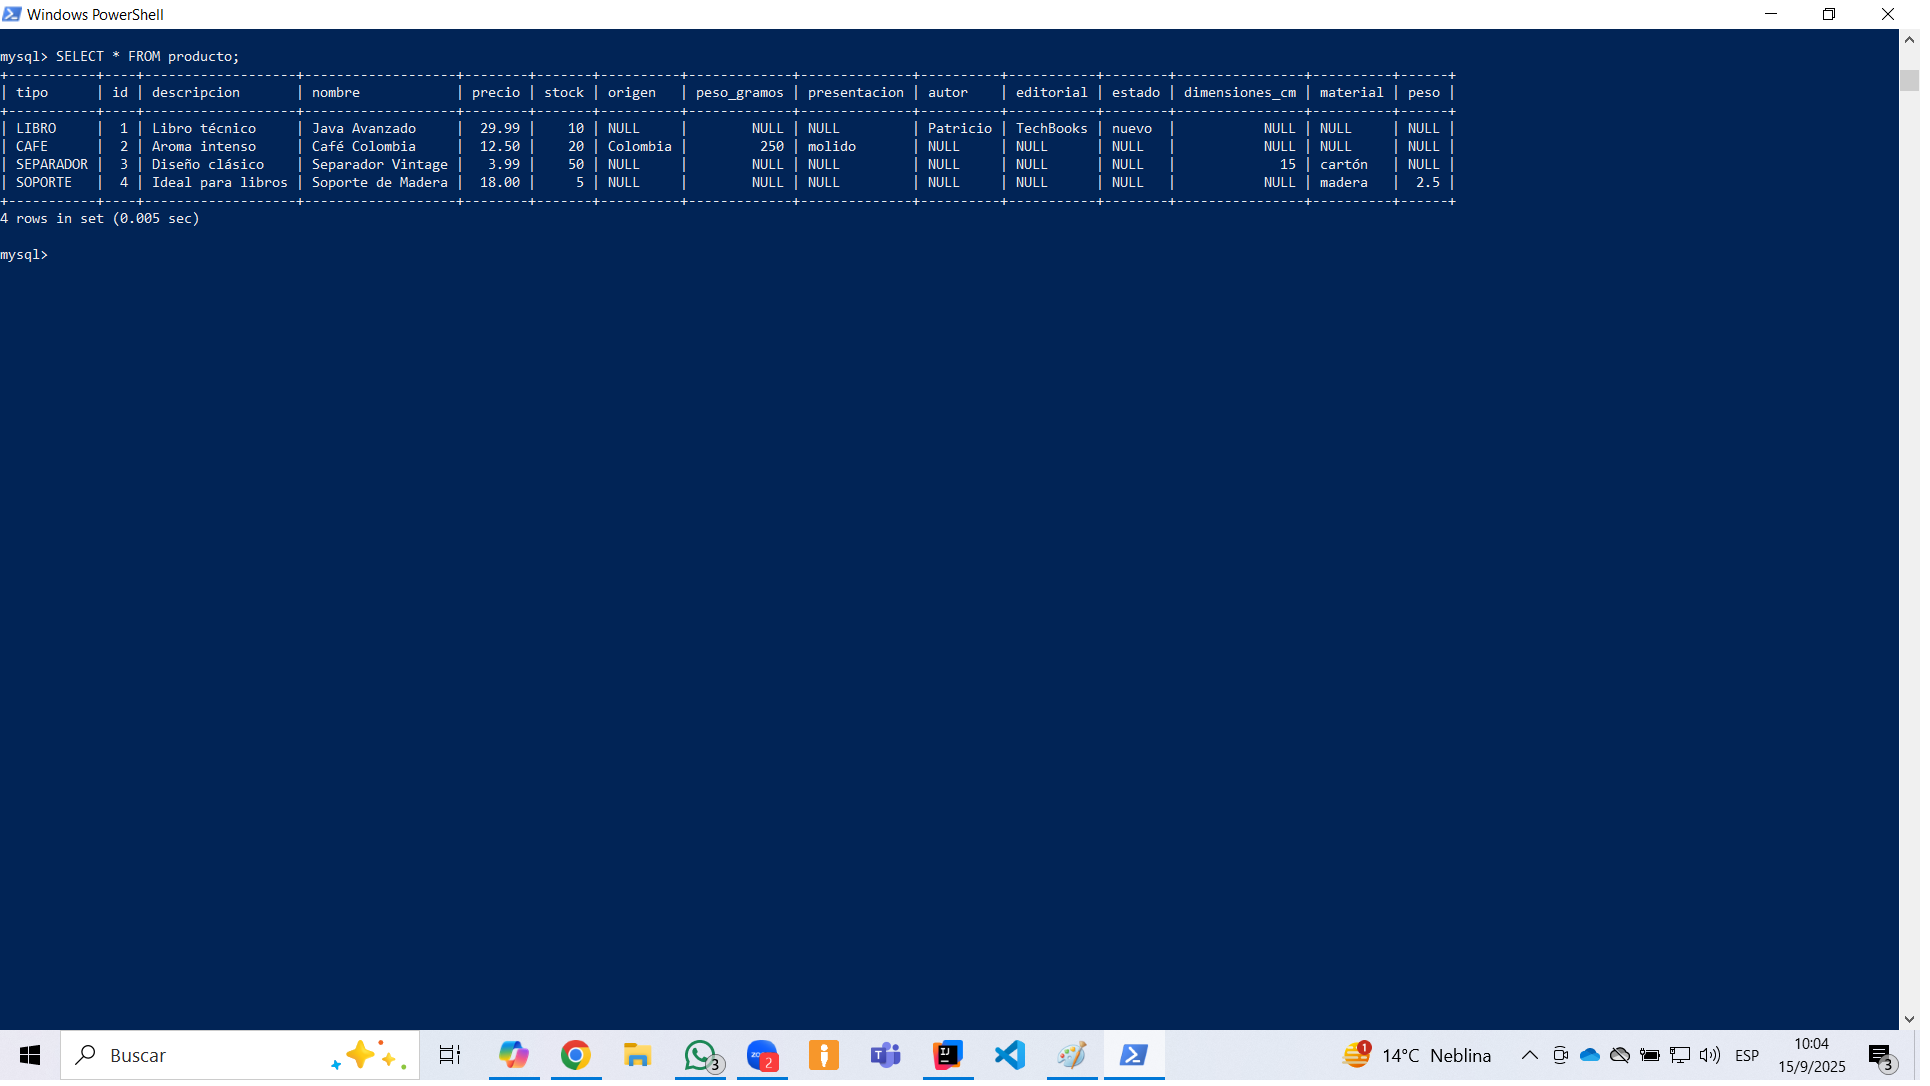 Windows PowerShell
mysql> SELECT * FROM producto;
+-----------+----+------------------+-------------------+--------+-------+----------+-------------+--------------+----------+-----------+--------+----------------+----------+------+
| tipo      | id | descripcion      | nombre            | precio | stock | origen   | peso_gramos | presentacion | autor    | editorial | estado | dimensiones_cm | material | peso |
+-----------+----+------------------+-------------------+--------+-------+----------+-------------+--------------+----------+-----------+--------+----------------+----------+------+
| LIBRO     |  1 | Libro técnico    | Java Avanzado     |  29.99 |    10 | NULL     |        NULL | NULL         | Patricio | TechBooks | nuevo  |           NULL | NULL     | NULL |
| CAFE      |  2 | Aroma intenso    | Café Colombia     |  12.50 |    20 | Colombia |         250 | molido       | NULL     | NULL      | NULL   |           NULL | NULL     | NULL |
| SEPARADOR |  3 | Diseño clásico   | Separador Vintage |   3.99 |    50 | NULL     |        NULL | NULL         | NULL     | NULL      | NULL   |             15 | cartón   | NULL |
| SOPORTE   |  4 | Ideal para libros | Soporte de Madera |  18.00 |     5 | NULL     |        NULL | NULL         | NULL     | NULL      | NULL   |           NULL | madera   |  2.5 |
+-----------+----+------------------+-------------------+--------+-------+----------+-------------+--------------+----------+-----------+--------+----------------+----------+------+
4 rows in set (0.005 sec)
mysql>
Buscar
3
2
1
14°C Neblina
ESP
10:04
15/9/2025
3